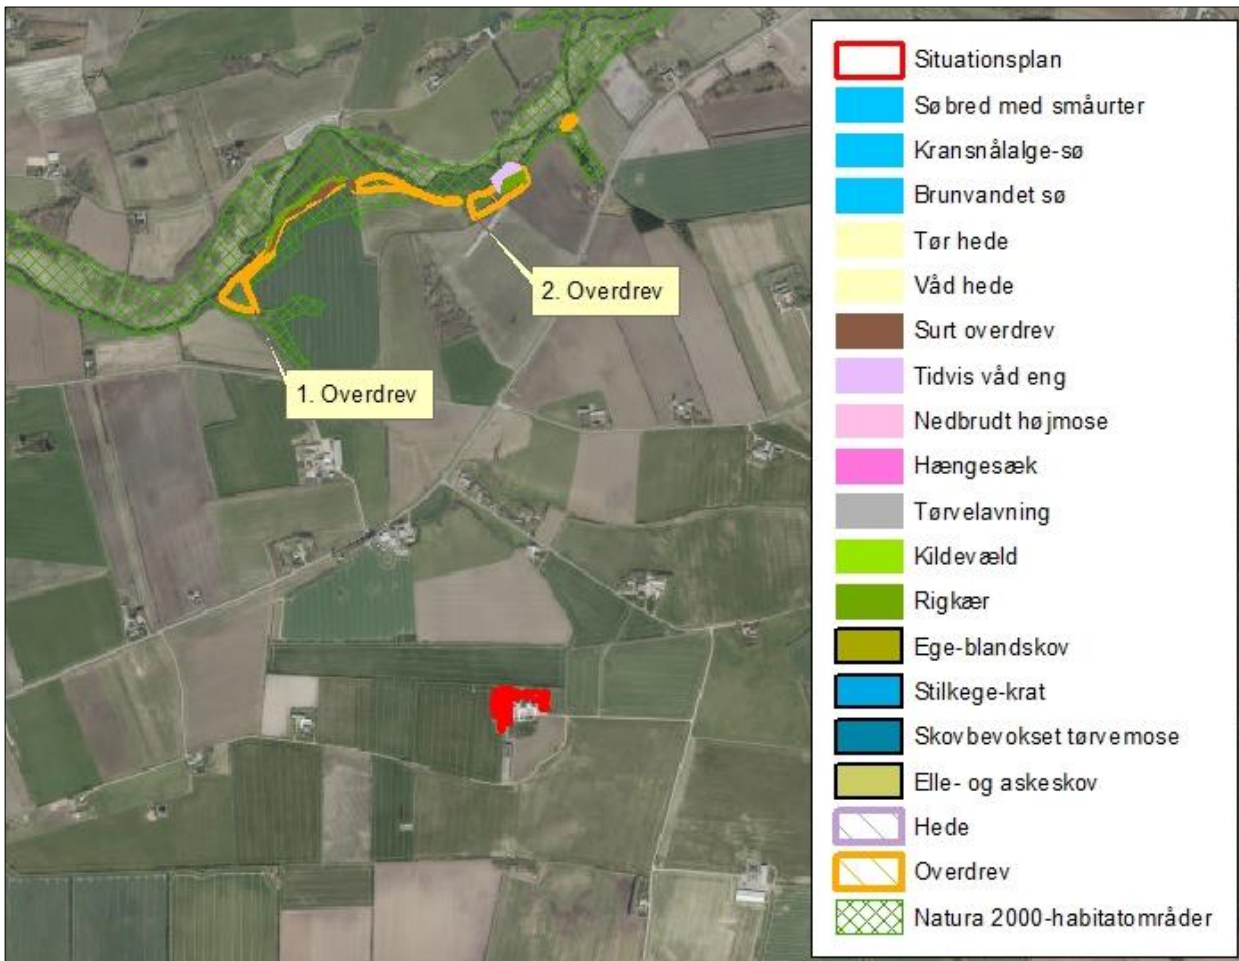 2. Overdrev
1. Overdrev
Situationsplan
Søbred med småurter
Kransnålalge-sø
Brunvandet sø
Tør hede
Våd hede
Surt overdrev
Tidvis våd eng
Nedbrudt højmose
Hængesæk
Tørvelavning
Kildevæld
Rigkær
Ege-blandskov
Stilkege-krat
Skovbevokset tørvemose
Elle- og askeskov
Hede
Overdrev
Natura 2000-habitatområder